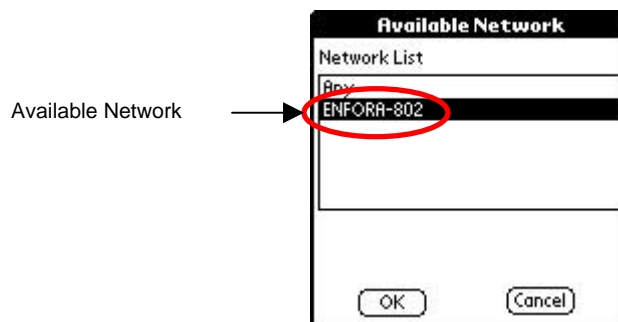 Available Network
Network List
Any
Available Network
ENFORA-802
OK
Cancel